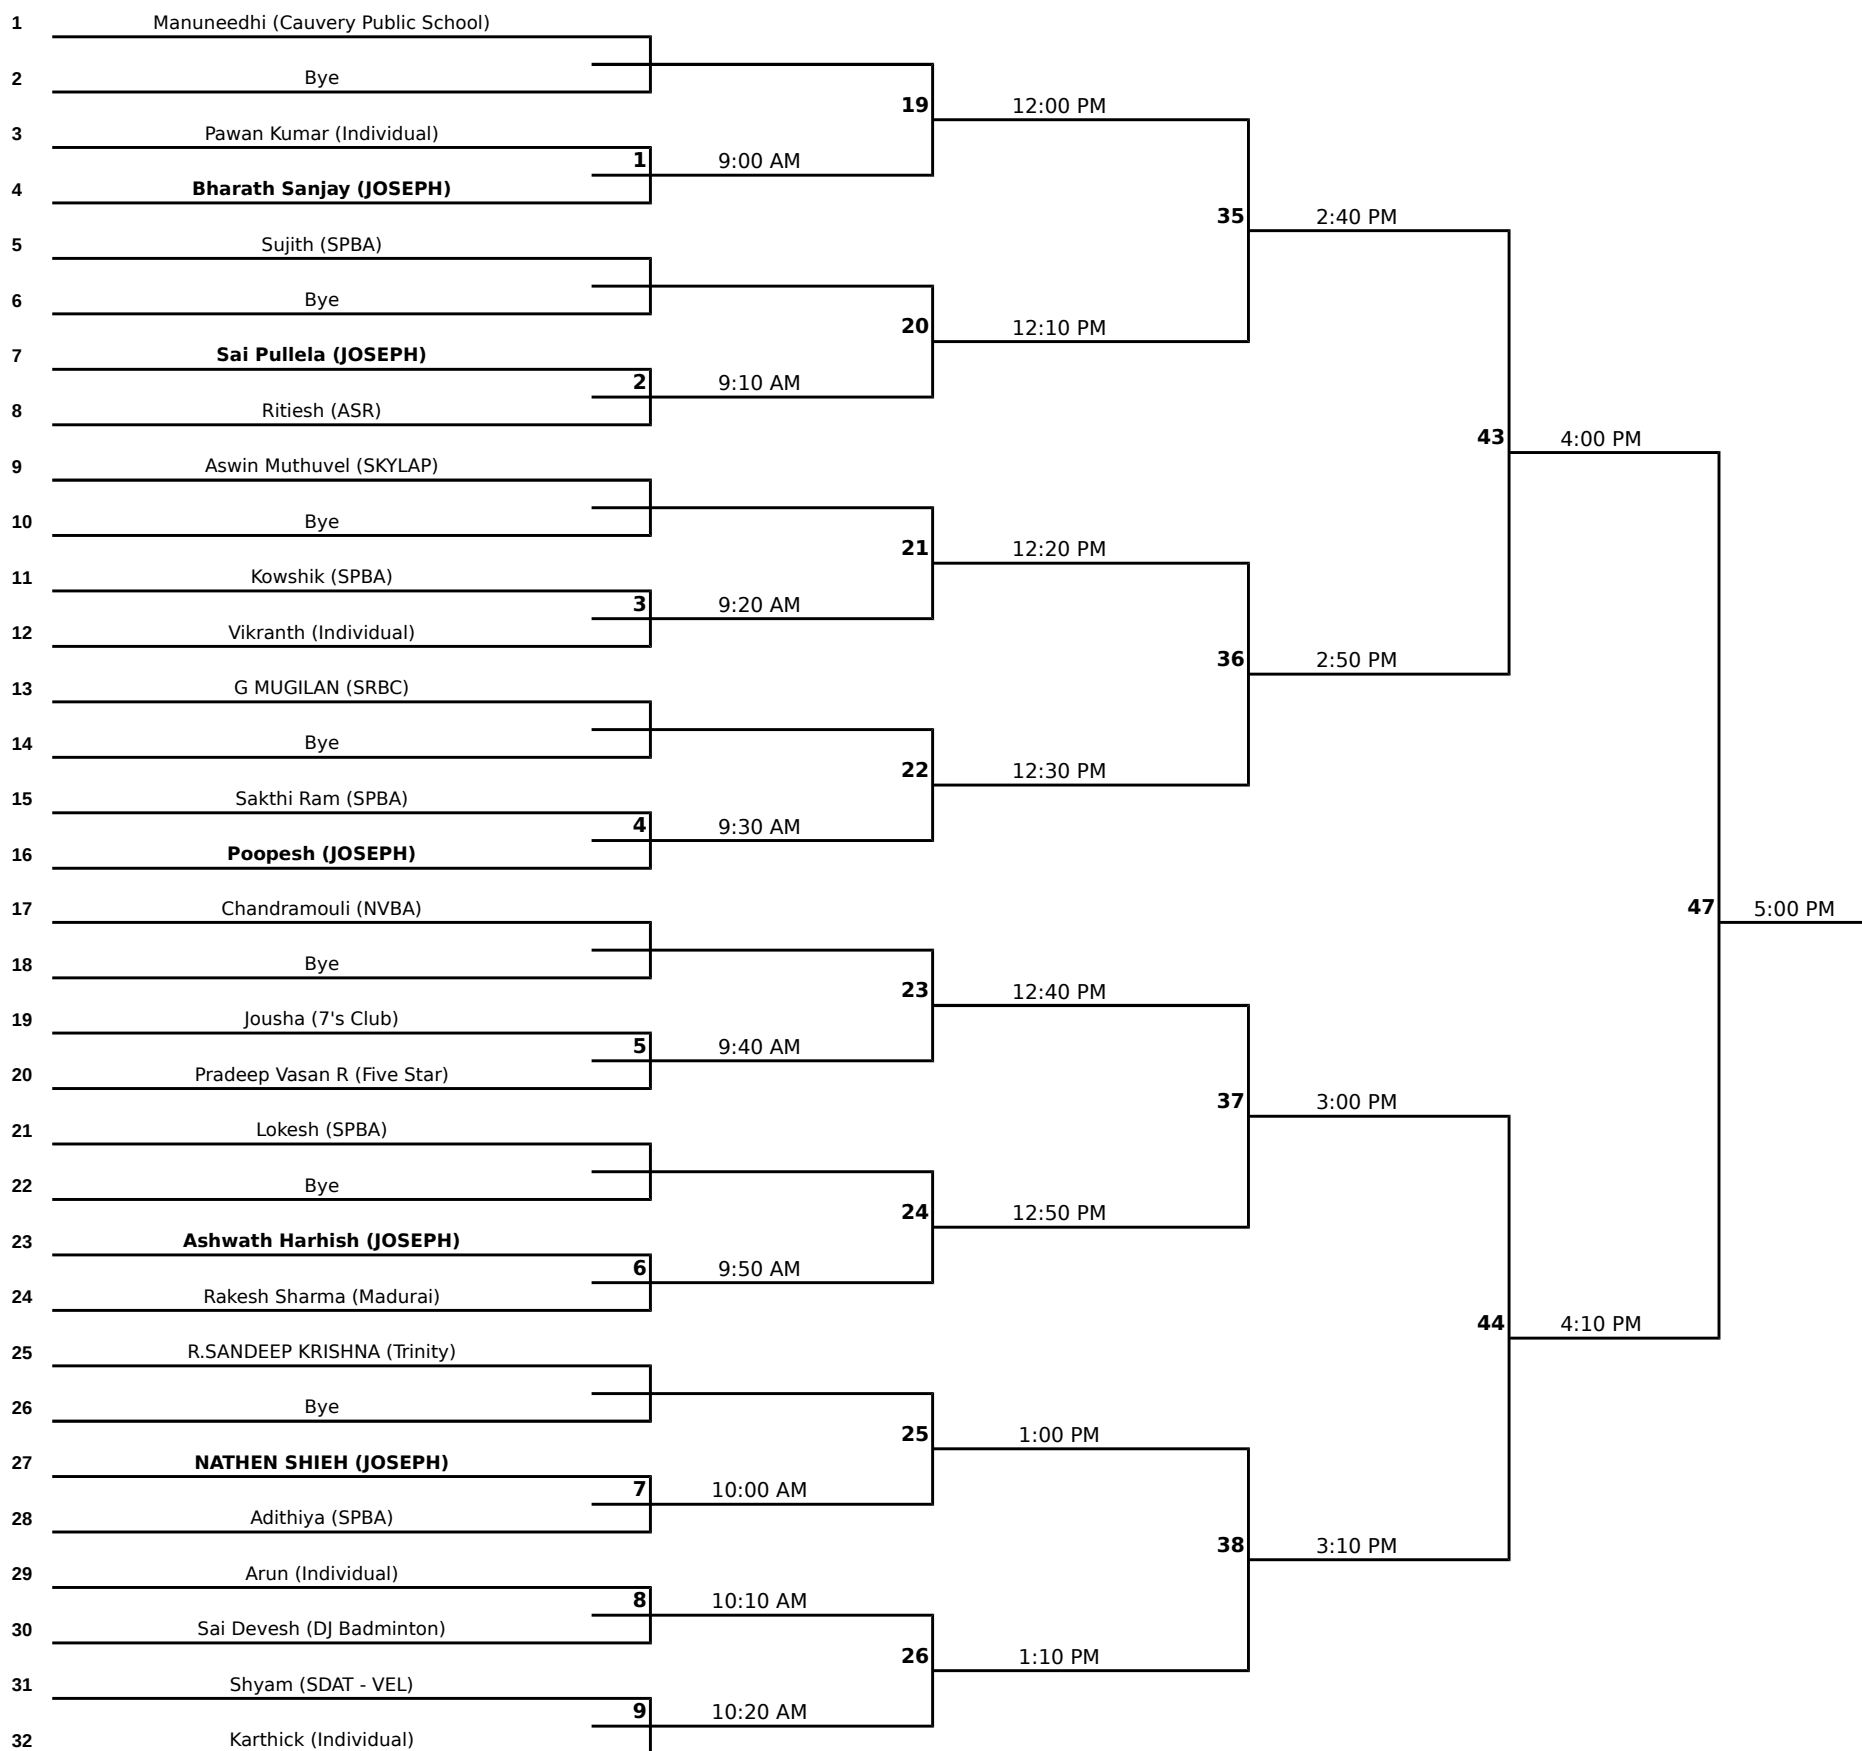 1 Manuneedhi (Cauvery Public School)
2 Bye
19 12:00 PM
3 Pawan Kumar (Individual)
1 9:00 AM
4 Bharath Sanjay (JOSEPH)
35 2:40 PM
5 Sujith (SPBA)
6 Bye
20 12:10 PM
7 Sai Pullela (JOSEPH)
2 9:10 AM
8 Ritiesh (ASR)
43 4:00 PM
9 Aswin Muthuvel (SKYLAP)
10 Bye
21 12:20 PM
11 Kowshik (SPBA)
3 9:20 AM
12 Vikranth (Individual)
36 2:50 PM
13 G MUGILAN (SRBC)
14 Bye
22 12:30 PM
15 Sakthi Ram (SPBA)
4 9:30 AM
16 Poopesh (JOSEPH)
47 5:00 PM
17 Chandramouli (NVBA)
18 Bye
23 12:40 PM
19 Jousha (7's Club)
5 9:40 AM
20 Pradeep Vasan R (Five Star)
37 3:00 PM
21 Lokesh (SPBA)
22 Bye
24 12:50 PM
23 Ashwath Harhish (JOSEPH)
6 9:50 AM
24 Rakesh Sharma (Madurai)
44 4:10 PM
25 R.SANDEEP KRISHNA (Trinity)
26 Bye
25 1:00 PM
27 NATHEN SHIEH (JOSEPH)
7 10:00 AM
28 Adithiya (SPBA)
38 3:10 PM
29 Arun (Individual)
8 10:10 AM
30 Sai Devesh (DJ Badminton)
26 1:10 PM
31 Shyam (SDAT - VEL)
9 10:20 AM
32 Karthick (Individual)